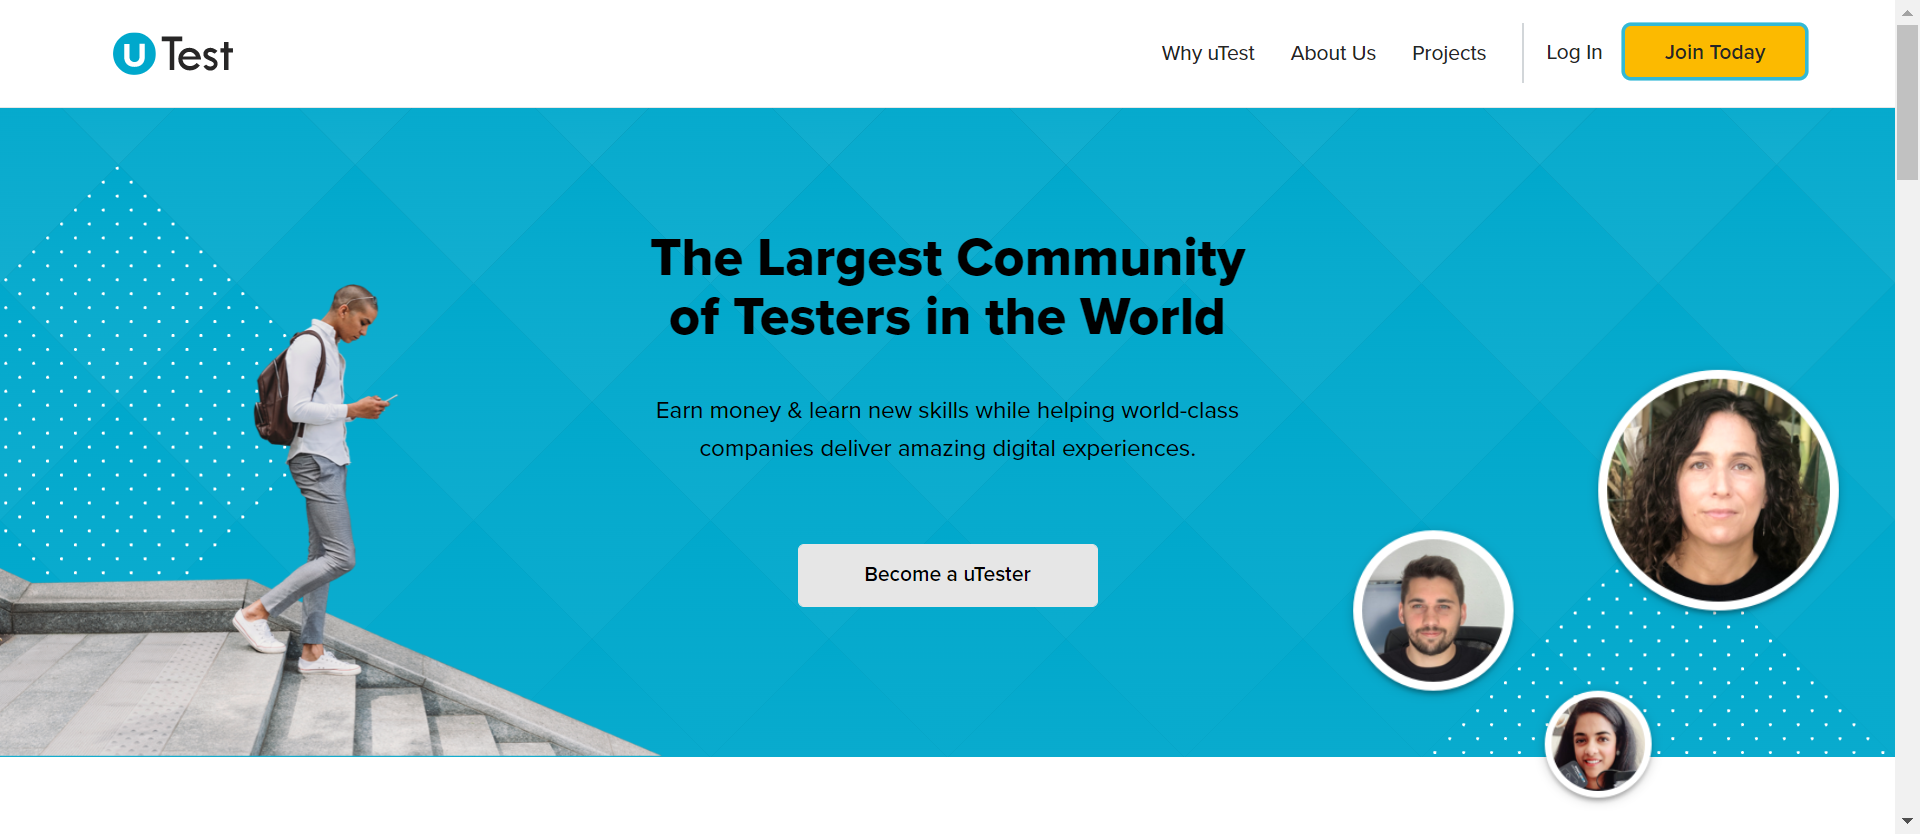 u Test
Why uTest
About Us
Projects
Log In
Join Today
The Largest Community
of Testers in the World
Earn money & learn new skills while helping world-class
companies deliver amazing digital experiences.
Become a uTester